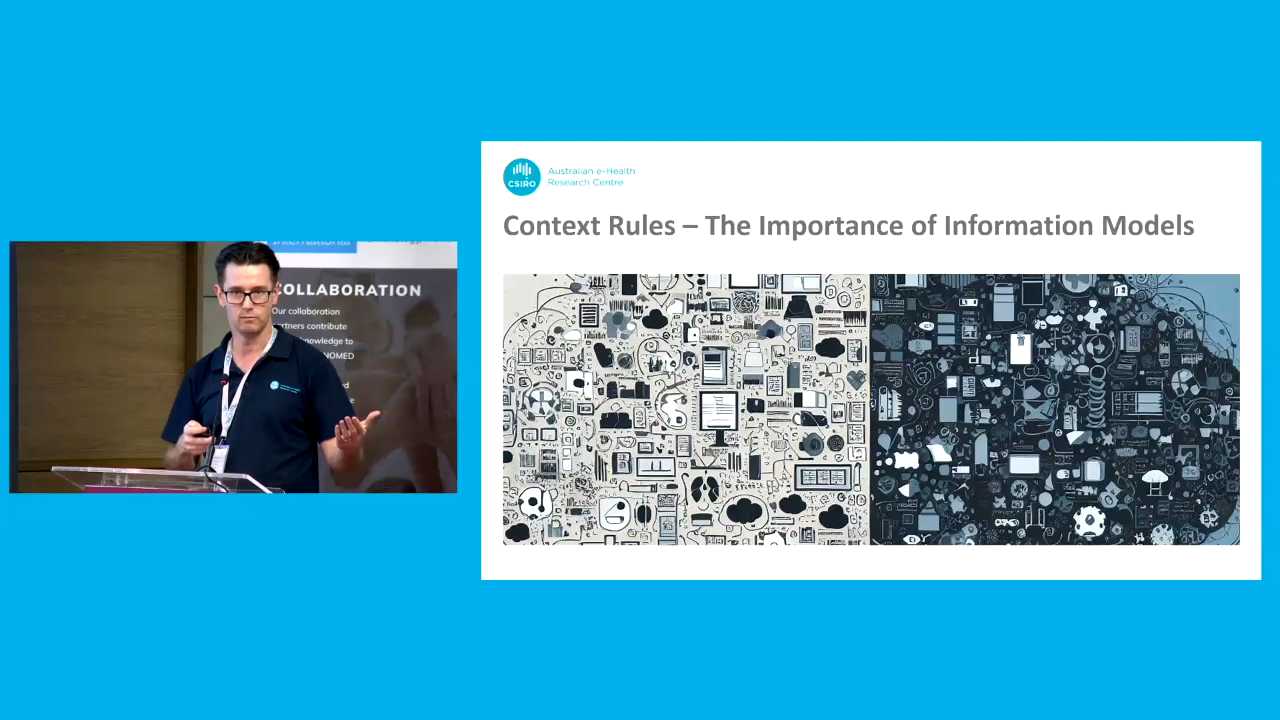 COLLABORATION
Our collaboration
partners contribute
knowledge to
CSIRO
Australian e-Health
Research Centre
Context Rules – The Importance of Information Models